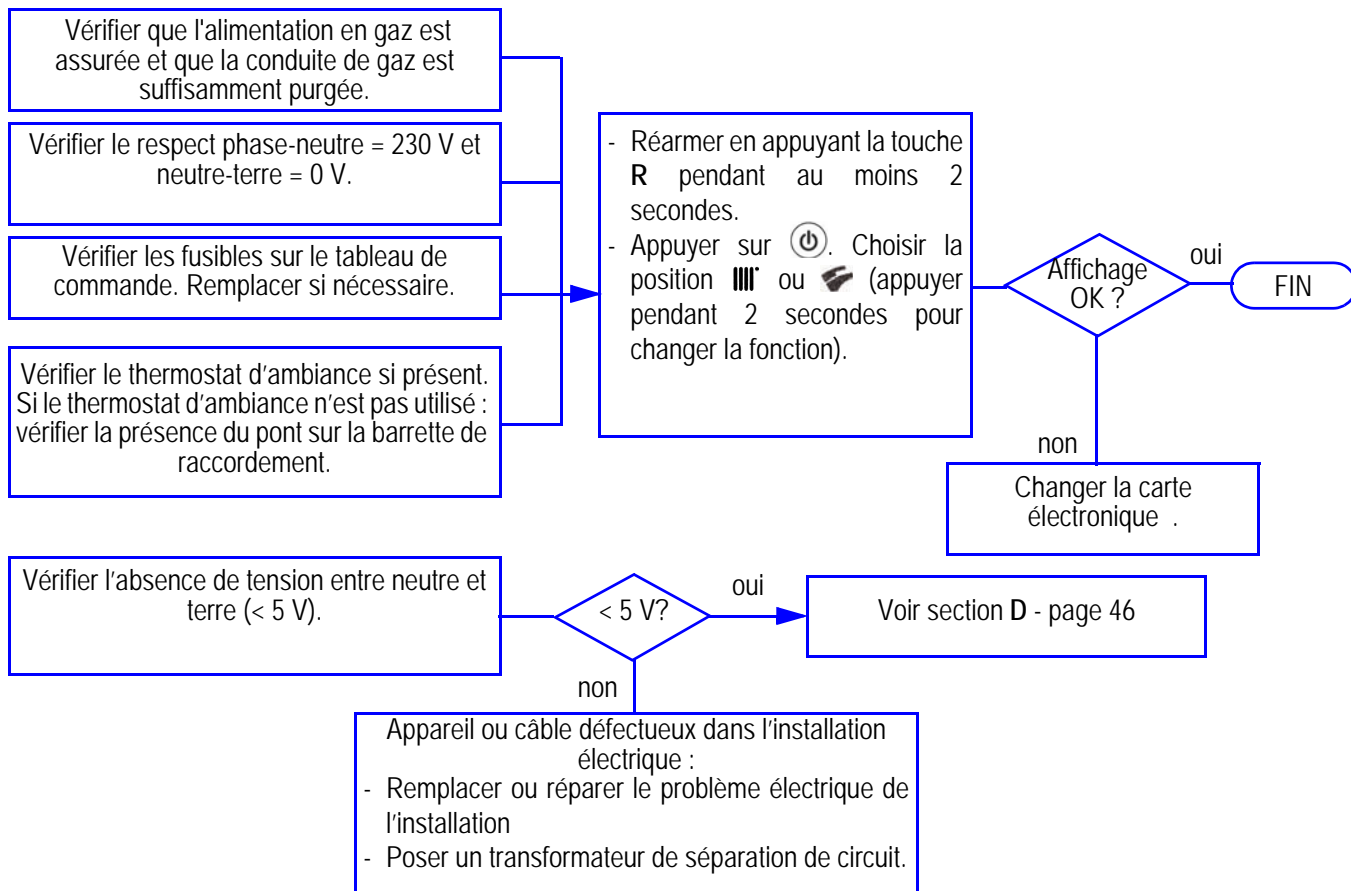 Vérifier que l'alimentation en gaz est
assurée et que la conduite de gaz est
suffisamment purgée.
Vérifier le respect phase-neutre = 230 V et
neutre-terre = 0 V.
Vérifier les fusibles sur le tableau de
commande. Remplacer si nécessaire.
Vérifier le thermostat d'ambiance si présent.
Si le thermostat d'ambiance n'est pas utilisé :
vérifier la présence du pont sur la barrette de
raccordement.
- Réarmer en appuyant la touche
R pendant au moins 2
secondes.
- Appuyer sur . Choisir la
position ou (appuyer
pendant 2 secondes pour
changer la fonction).
Affichage
OK ?
oui
FIN
non
Changer la carte
électronique .
Vérifier l'absence de tension entre neutre et
terre (< 5 V).
< 5 V?
oui
Voir section D - page 46
non
Appareil ou câble défectueux dans l'installation
électrique :
- Remplacer ou réparer le problème électrique de
l'installation
- Poser un transformateur de séparation de circuit.